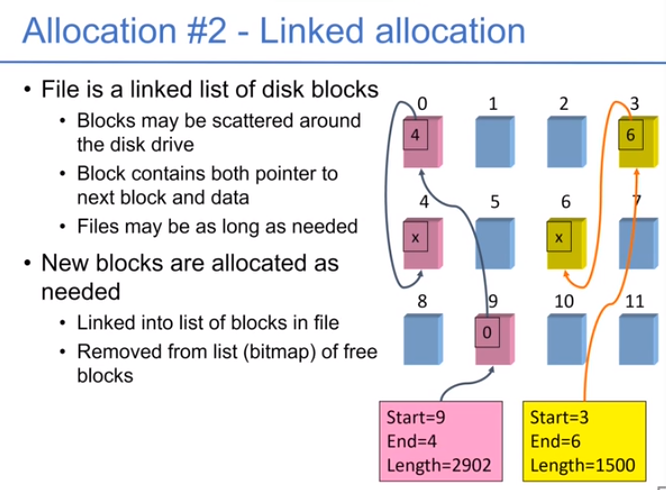 Allocation #2 - Linked allocation
• File is a linked list of disk blocks
• Blocks may be scattered around
the disk drive
• Block contains both pointer to
next block and data
• Files may be as long as needed
• New blocks are allocated as
needed
• Linked into list of blocks in file
• Removed from list (bitmap) of free
blocks
0 1 2 3
4 6
4 5 6 7
x x
8 9 10 11
0
Start=9
End=4
Length=2902
Start=3
End=6
Length=1500